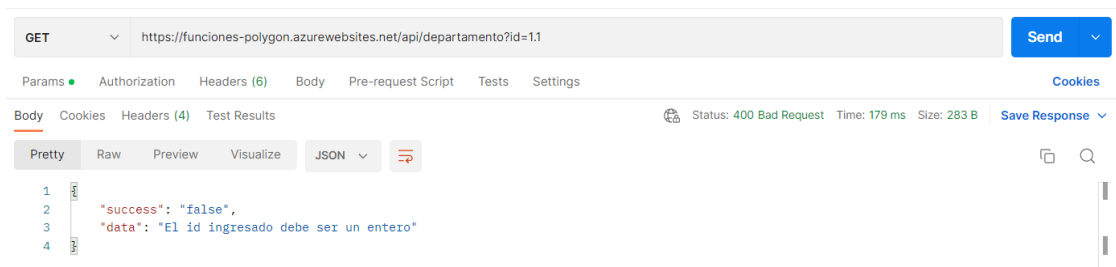 GET https://funciones-polygon.azurewebsites.net/api/departamento?id=1.1 Send
Params Authorization Headers (6) Body Pre-request Script Tests Settings Cookies
Body Cookies Headers (4) Test Results Status: 400 Bad Request Time: 179 ms Size: 283 B Save Response
Pretty Raw Preview Visualize JSON
1 {
2 "success": "false",
3 "data": "El id ingresado debe ser un entero"
4 }